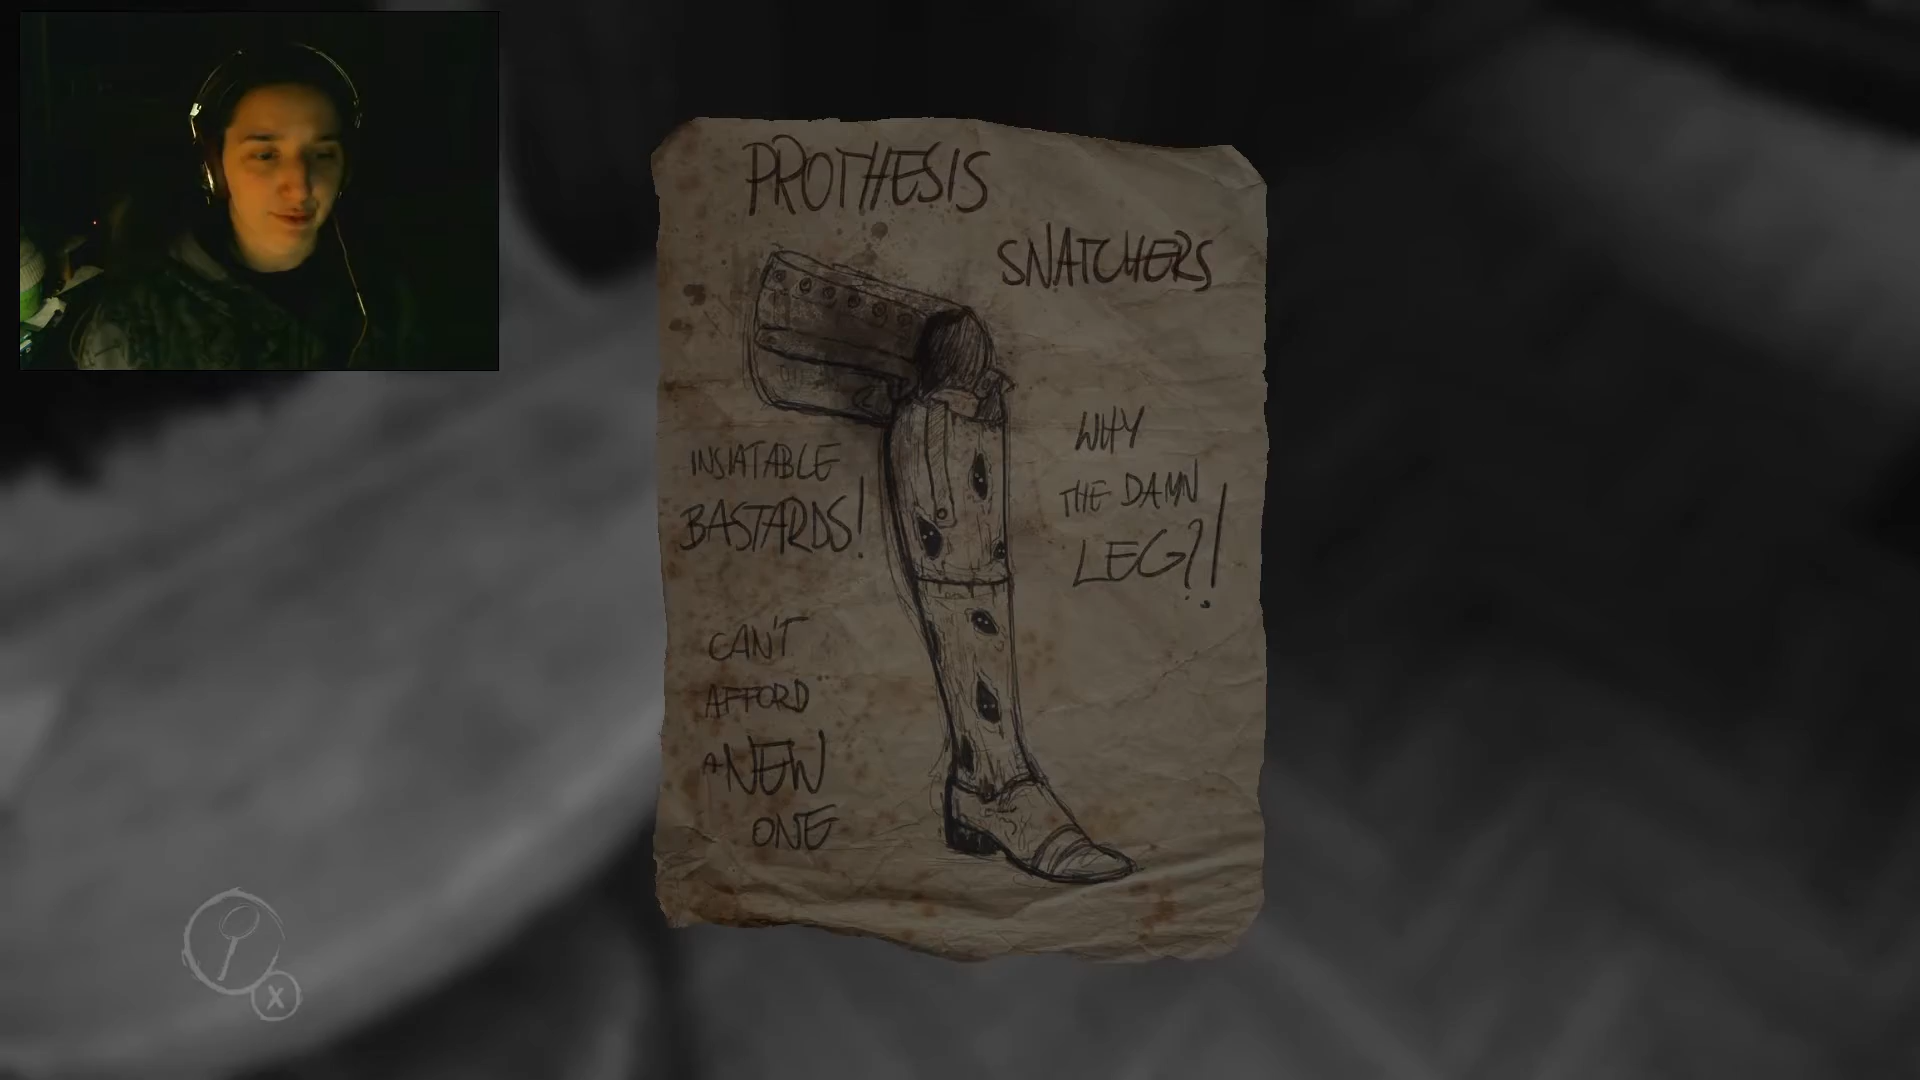 PROTHESIS
SNATCHERS
INSIATABLE
BASTARDS!
WHY
THE DAMN
LEG?!
CAN'T
AFFORD
A NEW
ONE
X